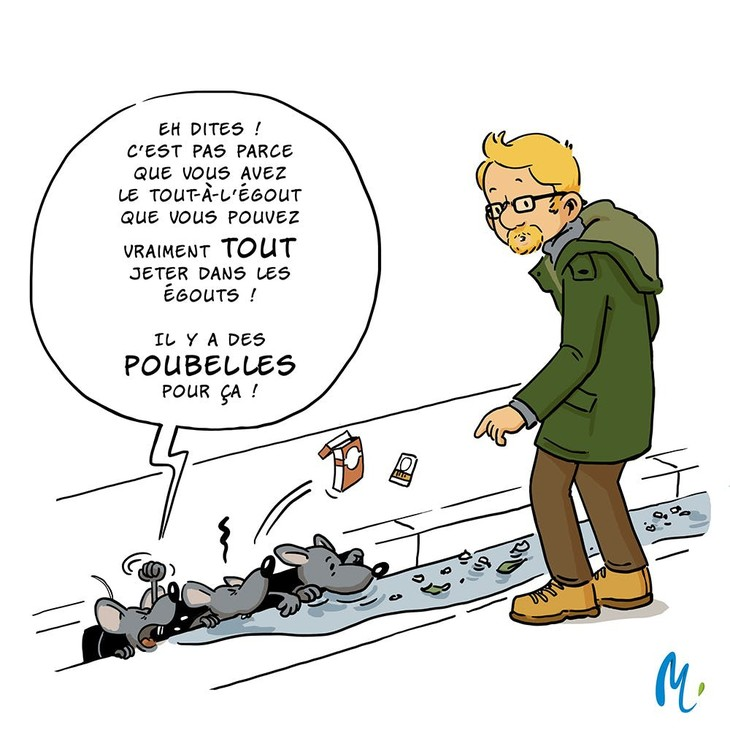 EH DITES !
C'EST PAS PARCE
QUE VOUS AVEZ
LE TOUT-À-L'ÉGOUT
QUE VOUS POUVEZ
VRAIMENT TOUT
JETER DANS LES
ÉGOUTS !
IL Y A DES
POUBELLES
POUR ÇA !
M